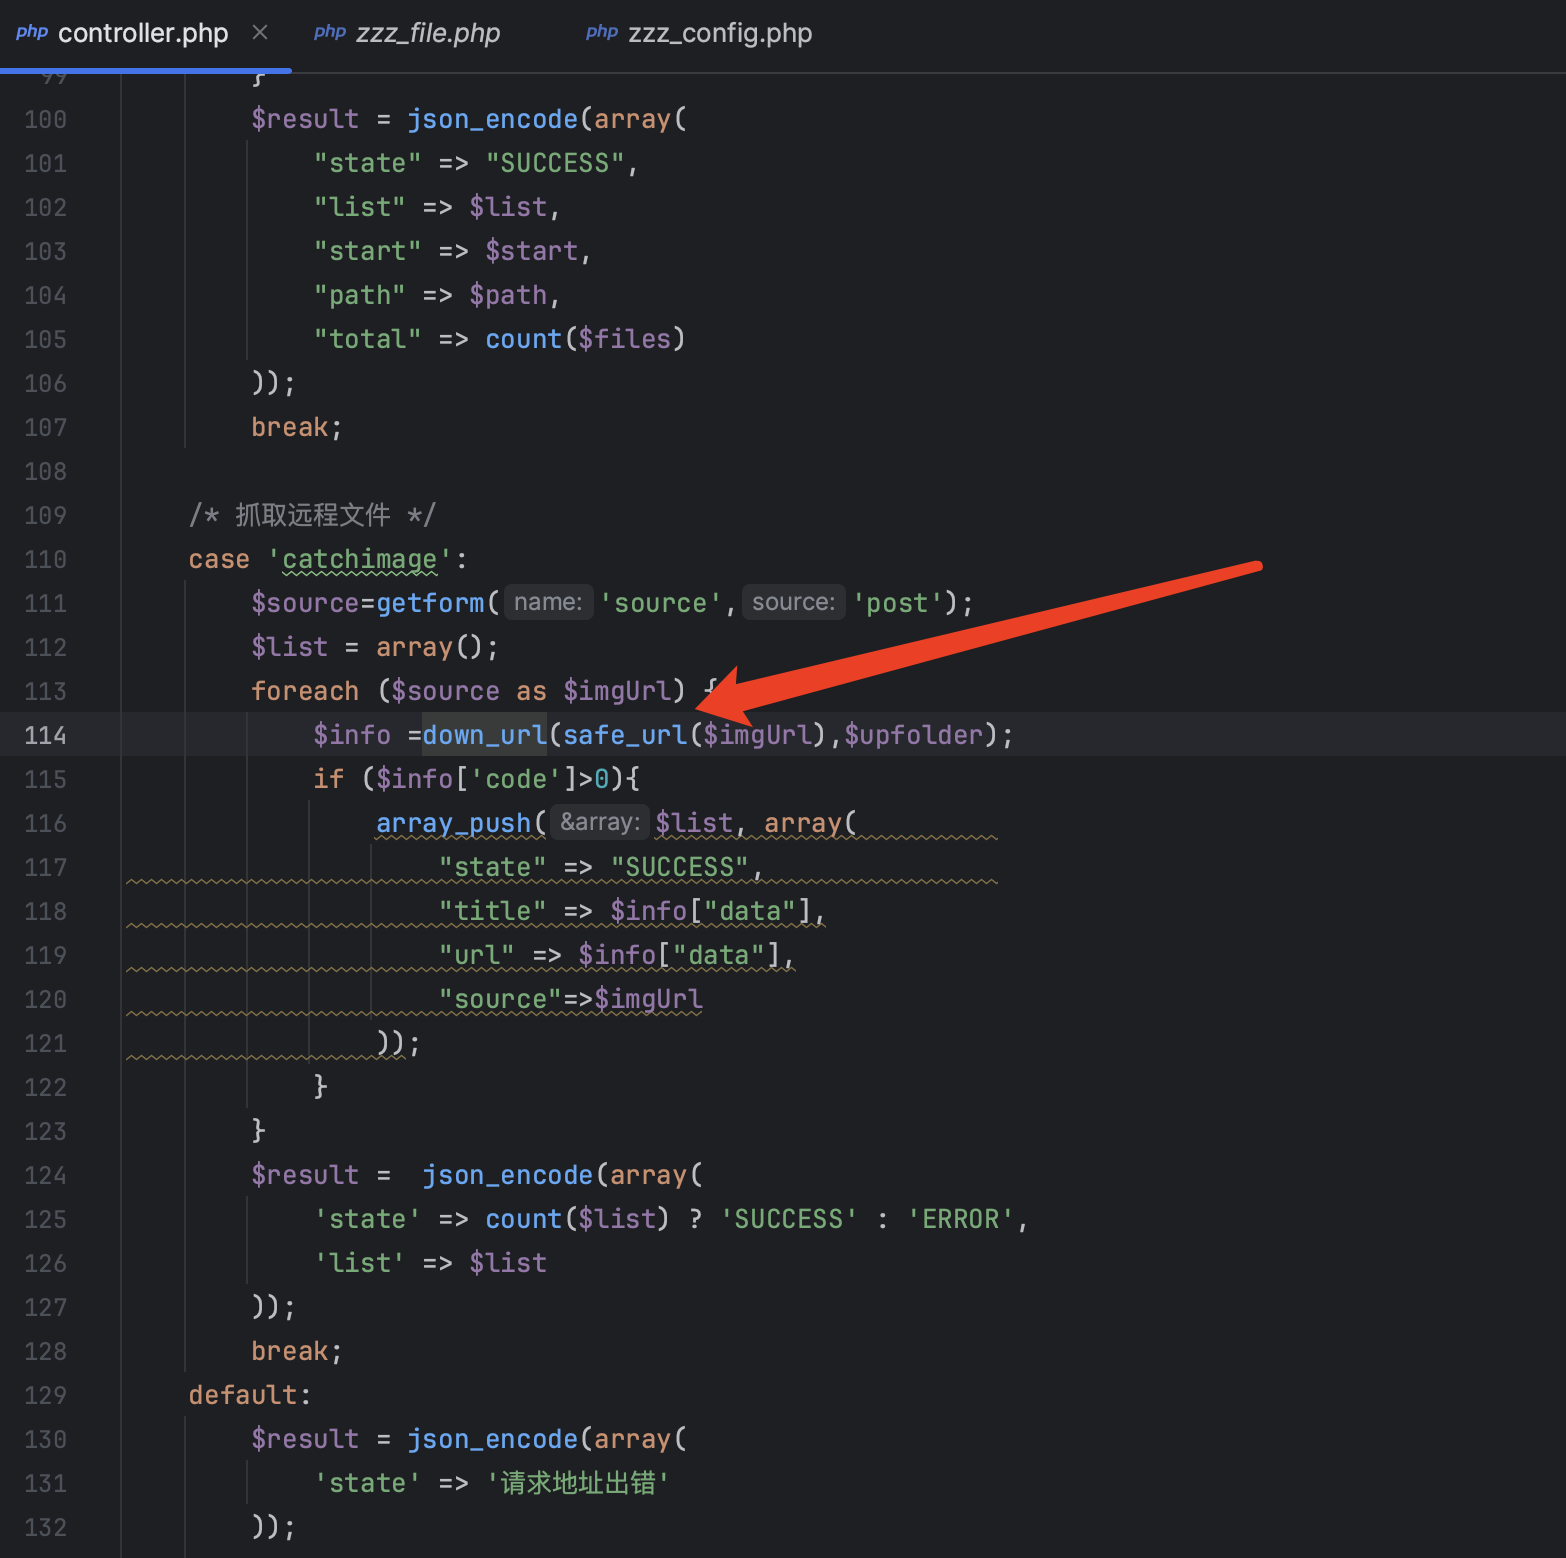 php controller.php × php zzz_file.php php zzz_config.php
99 }
100 $result = json_encode(array(
101 "state" => "SUCCESS",
102 "list" => $list,
103 "start" => $start,
104 "path" => $path,
105 "total" => count($files)
106 ));
107 break;
108
109 /* 抓取远程文件 */
110 case 'catchimage':
111 $source=getform( name: 'source', source: 'post');
112 $list = array();
113 foreach ($source as $imgUrl) {
114 $info =down_url(safe_url($imgUrl),$upfolder);
115 if ($info['code']>0){
116 array_push( &array: $list, array(
117 "state" => "SUCCESS",
118 "title" => $info["data"],
119 "url" => $info["data"],
120 "source"=>$imgUrl
121 ));
122 }
123 }
124 $result =  json_encode(array(
125 'state' => count($list) ? 'SUCCESS' : 'ERROR',
126 'list' => $list
127 ));
128 break;
129 default:
130 $result = json_encode(array(
131 'state' => '请求地址出错'
132 ));